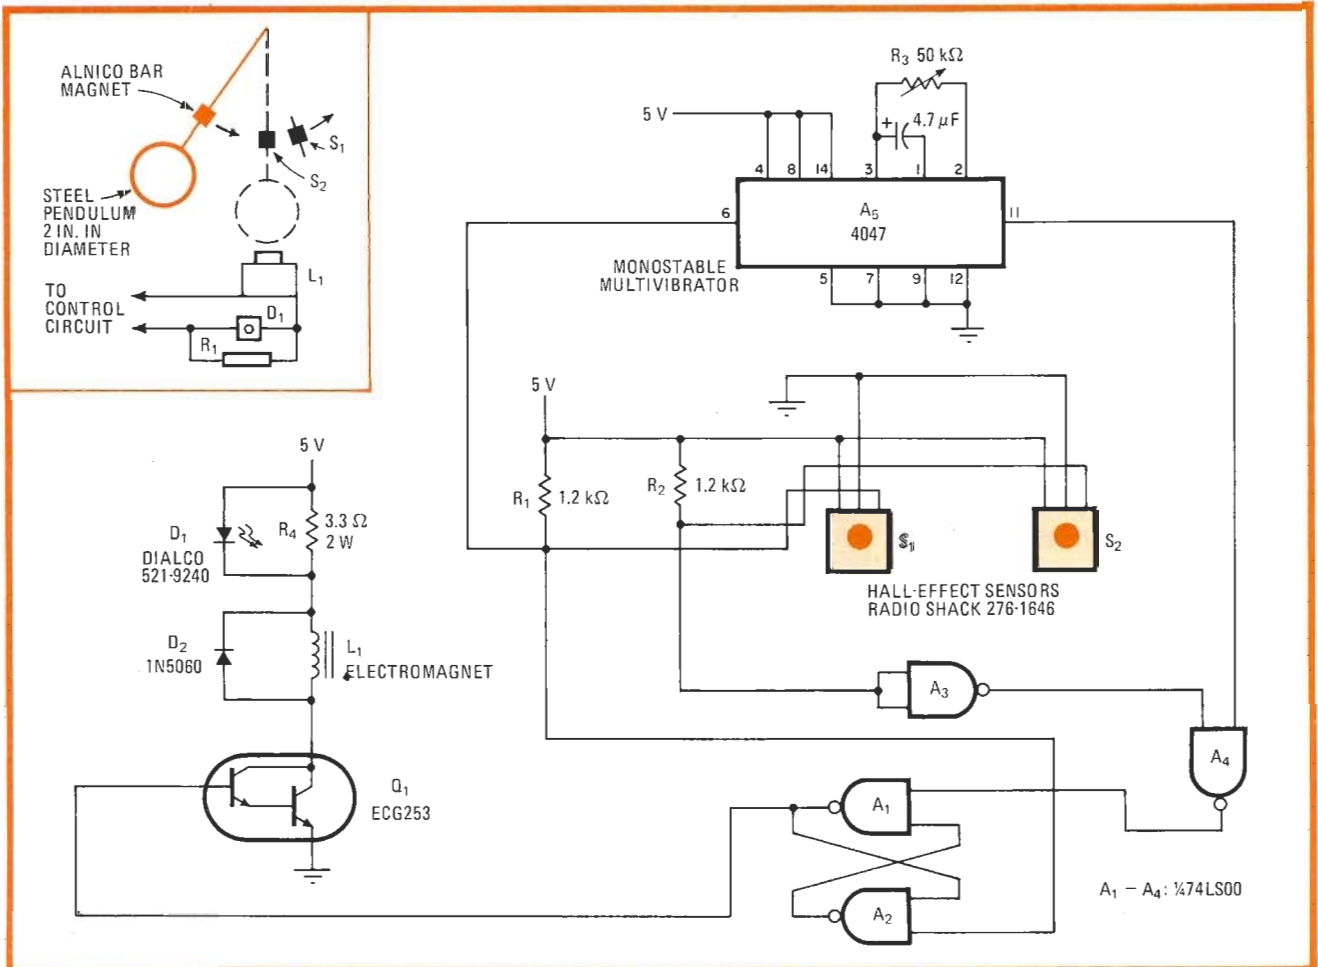 ALNICO BAR
MAGNET
S1
S2
STEEL
PENDULUM
2 IN. IN
DIAMETER
L1
TO
CONTROL
CIRCUIT
D1
R1
R3 50 kΩ
5 V
+ 4.7 µF
4 8 14 3 1 2
6
A5
4047
11
MONOSTABLE
MULTIVIBRATOR
5 7 9 12
5 V
R1 1.2 kΩ
R2 1.2 kΩ
S1
S2
HALL-EFFECT SENSORS
RADIO SHACK 276-1646
5 V
D1
DIALCO
521-9240
R4
3.3 Ω
2 W
D2
1N5060
L1
ELECTROMAGNET
Q1
ECG253
A3
A4
A1
A2
A1 – A4: ¼74LS00